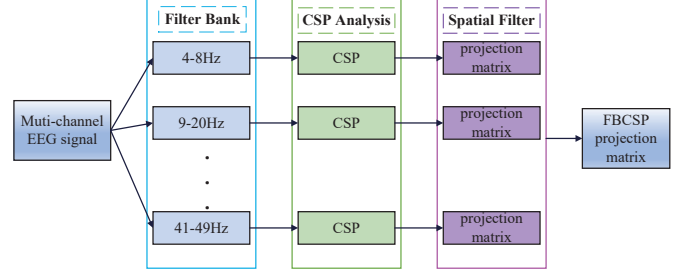 Filter Bank
CSP Analysis
Spatial Filter
4-8Hz
CSP
projection
matrix
Muti-channel
EEG signal
9-20Hz
CSP
projection
matrix
FBCSP
projection
matrix
41-49Hz
CSP
projection
matrix